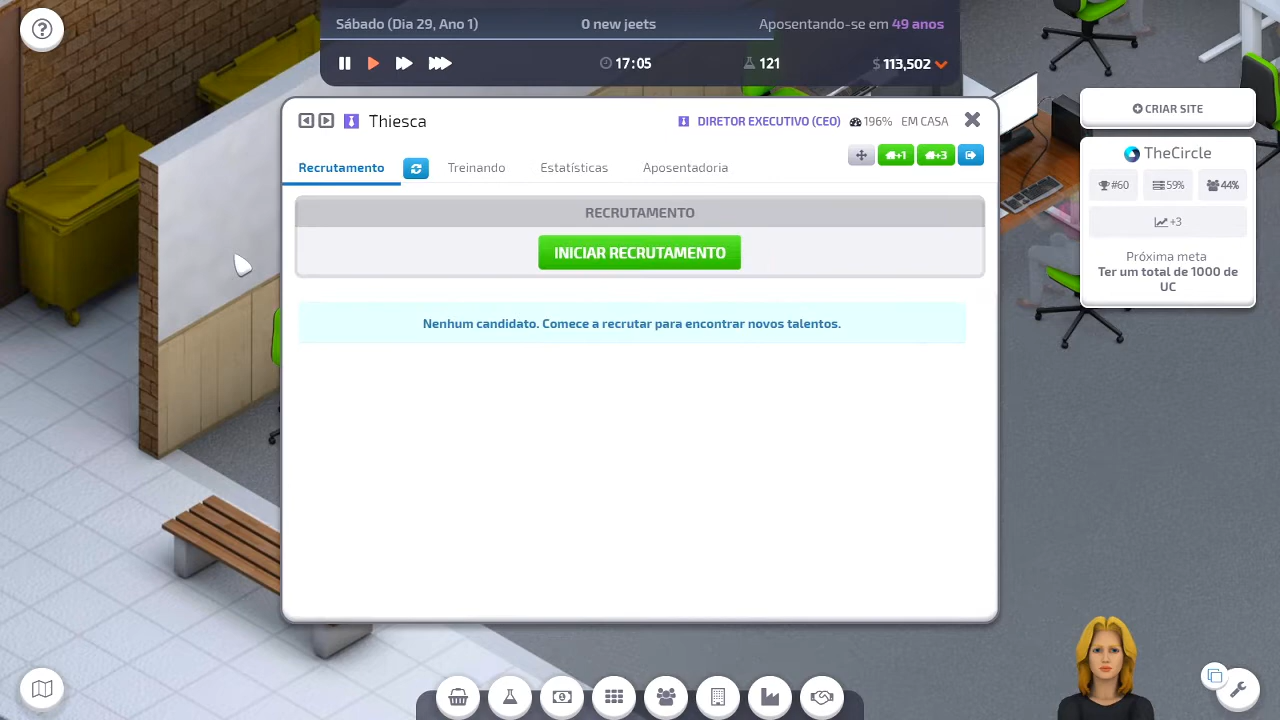 Sábado (Dia 29, Ano 1)
0 new jeets
Aposentando-se em 49 anos
17:05
121
$ 113,502
Thiesca
DIRETOR EXECUTIVO (CEO)
196%
EM CASA
+1
+3
Recrutamento
Treinando
Estatísticas
Aposentadoria
RECRUTAMENTO
INICIAR RECRUTAMENTO
Nenhum candidato. Comece a recrutar para encontrar novos talentos.
CRIAR SITE
TheCircle
#60
59%
44%
+3
Próxima meta
Ter um total de 1000 de
UC